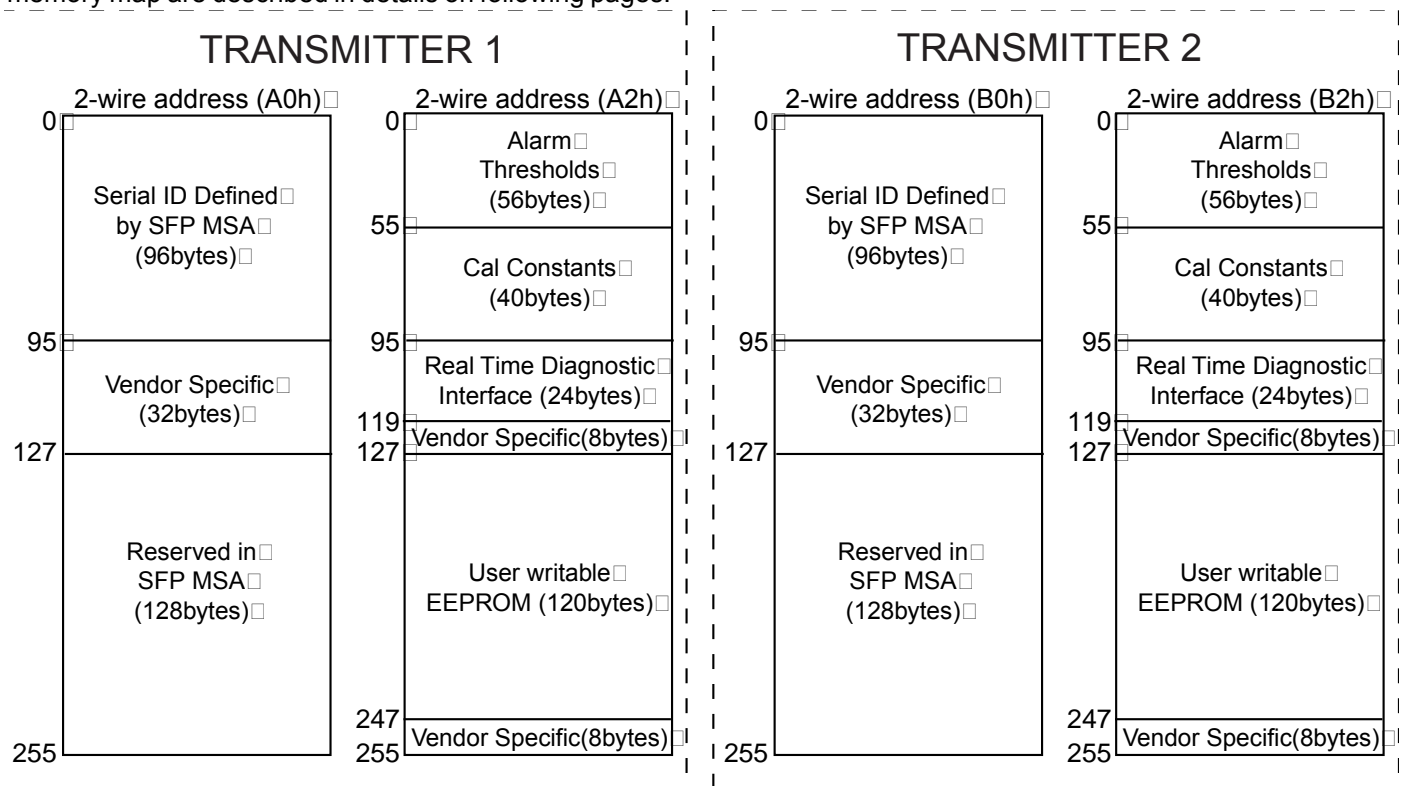 memory map are described in details on following pages.
TRANSMITTER 1
2-wire address (A0h)
0
Serial ID Defined
by SFP MSA
(96bytes)
95
Vendor Specific
(32bytes)
127
Reserved in
SFP MSA
(128bytes)
255
2-wire address (A2h)
0
Alarm
Thresholds
(56bytes)
55
Cal Constants
(40bytes)
95
Real Time Diagnostic
Interface (24bytes)
119
Vendor Specific(8bytes)
127
User writable
EEPROM (120bytes)
247
Vendor Specific(8bytes)
255
TRANSMITTER 2
2-wire address (B0h)
0
Serial ID Defined
by SFP MSA
(96bytes)
95
Vendor Specific
(32bytes)
127
Reserved in
SFP MSA
(128bytes)
255
2-wire address (B2h)
0
Alarm
Thresholds
(56bytes)
55
Cal Constants
(40bytes)
95
Real Time Diagnostic
Interface (24bytes)
119
Vendor Specific(8bytes)
127
User writable
EEPROM (120bytes)
247
Vendor Specific(8bytes)
255